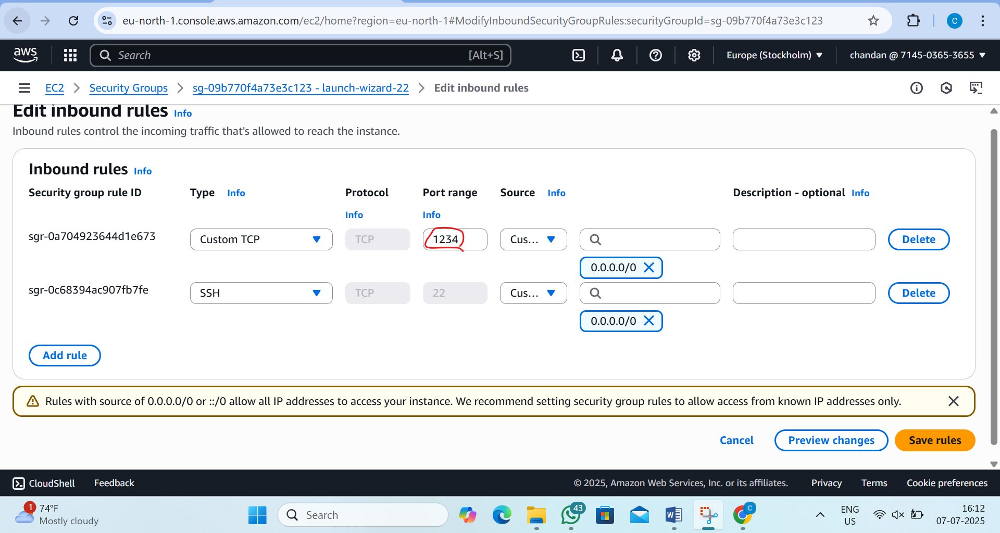 eu-north-1.console.aws.amazon.com/ec2/home?region=eu-north-1#ModifyInboundSecurityGroupRules:securityGroupId=sg-09b770f4a73e3c123
C
aws
Search [Alt+S]
Europe (Stockholm)
chandan @ 7145-0365-3655
EC2 > Security Groups > sg-09b770f4a73e3c123 - launch-wizard-22 > Edit inbound rules
Edit inbound rules Info
Inbound rules control the incoming traffic that's allowed to reach the instance.
Inbound rules Info
Security group rule ID Type Info Protocol Info Port range Info Source Info Description - optional Info
sgr-0a704923644d1e673 Custom TCP TCP 1234 Cus... Delete
0.0.0.0/0
sgr-0c68394ac907fb7fe SSH TCP 22 Cus... Delete
0.0.0.0/0
Add rule
Rules with source of 0.0.0.0/0 or ::/0 allow all IP addresses to access your instance. We recommend setting security group rules to allow access from known IP addresses only.
Cancel Preview changes Save rules
CloudShell Feedback © 2025, Amazon Web Services, Inc. or its affiliates. Privacy Terms Cookie preferences
1
74°F
Mostly cloudy
Search
43
W
C
ENG
US
16:12
07-07-2025